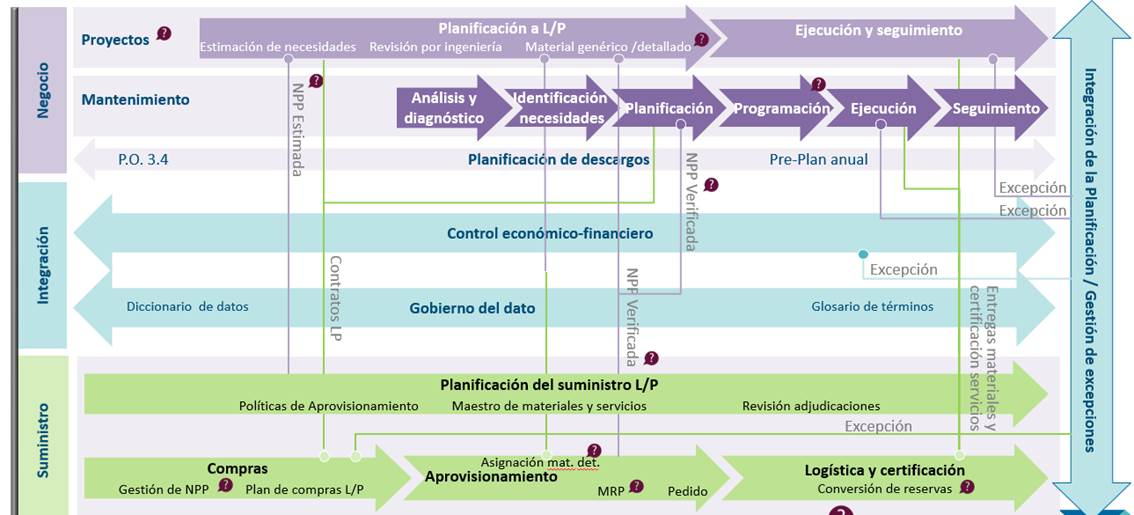 Negocio
Proyectos
Planificación a L/P
Estimación de necesidades
Revisión por ingeniería
Material genérico /detallado
Ejecución y seguimiento
Mantenimiento
Análisis y
diagnóstico
Identificación
necesidades
Planificación
Programación
Ejecución
Seguimiento
NPP Estimada
P.O. 3.4
Planificación de descargos
Pre-Plan anual
NPP Verificada
Excepción
Excepción
Integración
Control económico-financiero
Excepción
Contratos LP
Diccionario de datos
Gobierno del dato
Glosario de términos
NPP Verificada
Entregas materiales y
certificación servicios
Suministro
Planificación del suministro L/P
Políticas de Aprovisionamiento
Maestro de materiales y servicios
Revisión adjudicaciones
Excepción
Compras
Gestión de NPP
Plan de compras L/P
Asignación mat. det.
Aprovisionamiento
MRP
Pedido
Logística y certificación
Conversión de reservas
Integración de la Planificación / Gestión de excepciones
?
?
?
?
?
?
?
?
?
?
?